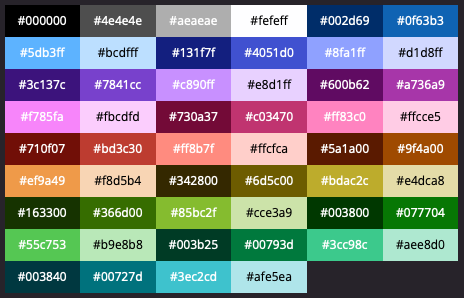 #000000 #4e4e4e #aeaeae #fefeff #002d69 #0f63b3
#5db3ff #bcdfff #131f7f #4051d0 #8fa1ff #d1d8ff
#3c137c #7841cc #c890ff #e8d1ff #600b62 #a736a9
#f785fa #fbcdfd #730a37 #c03470 #ff83c0 #ffcce5
#710f07 #bd3c30 #ff8b7f #ffcfca #5a1a00 #9f4a00
#ef9a49 #f8d5b4 #342800 #6d5c00 #bdac2c #e4dca8
#163300 #366d00 #85bc2f #cce3a9 #003800 #077704
#55c753 #b9e8b8 #003b25 #00793d #3cc98c #aee8d0
#003840 #00727d #3ec2cd #afe5ea